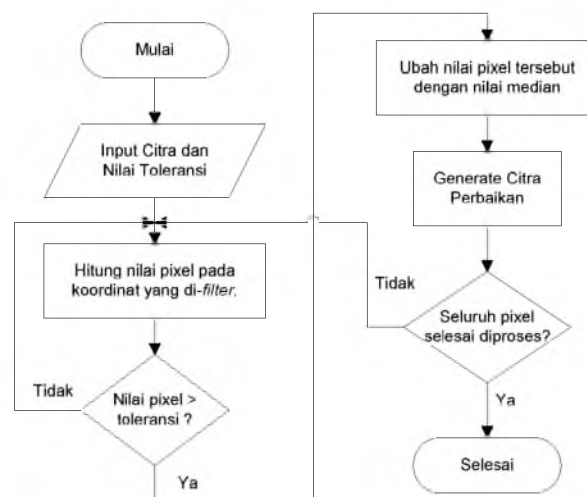 Mulai
Input Citra dan
Nilai Toleransi
Hitung nilai pixel pada
koordinat yang di-filter.
Tidak
Nilai pixel >
toleransi ?
Ya
Ubah nilai pixel tersebut
dengan nilai median
Generate Citra
Perbaikan
Tidak
Seluruh pixel
selesai diproses?
Ya
Selesai